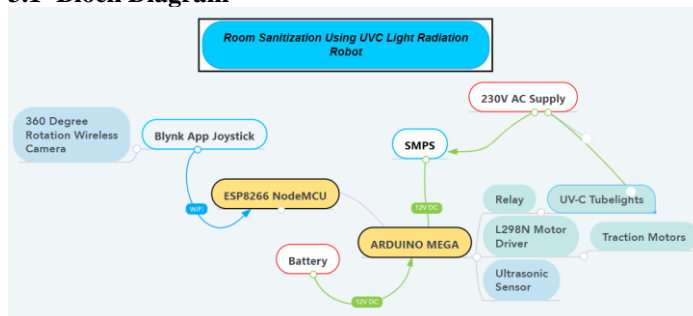 3.1 Block Diagram
Room Sanitization Using UVC Light Radiation
Robot
230V AC Supply
360 Degree
Rotation Wireless
Camera
Blynk App Joystick
SMPS
ESP8266 NodeMCU
Relay
UV-C Tubelights
WiFi
12V DC
L298N Motor
Driver
Traction Motors
ARDUINO MEGA
Battery
Ultrasonic
Sensor
12V DC